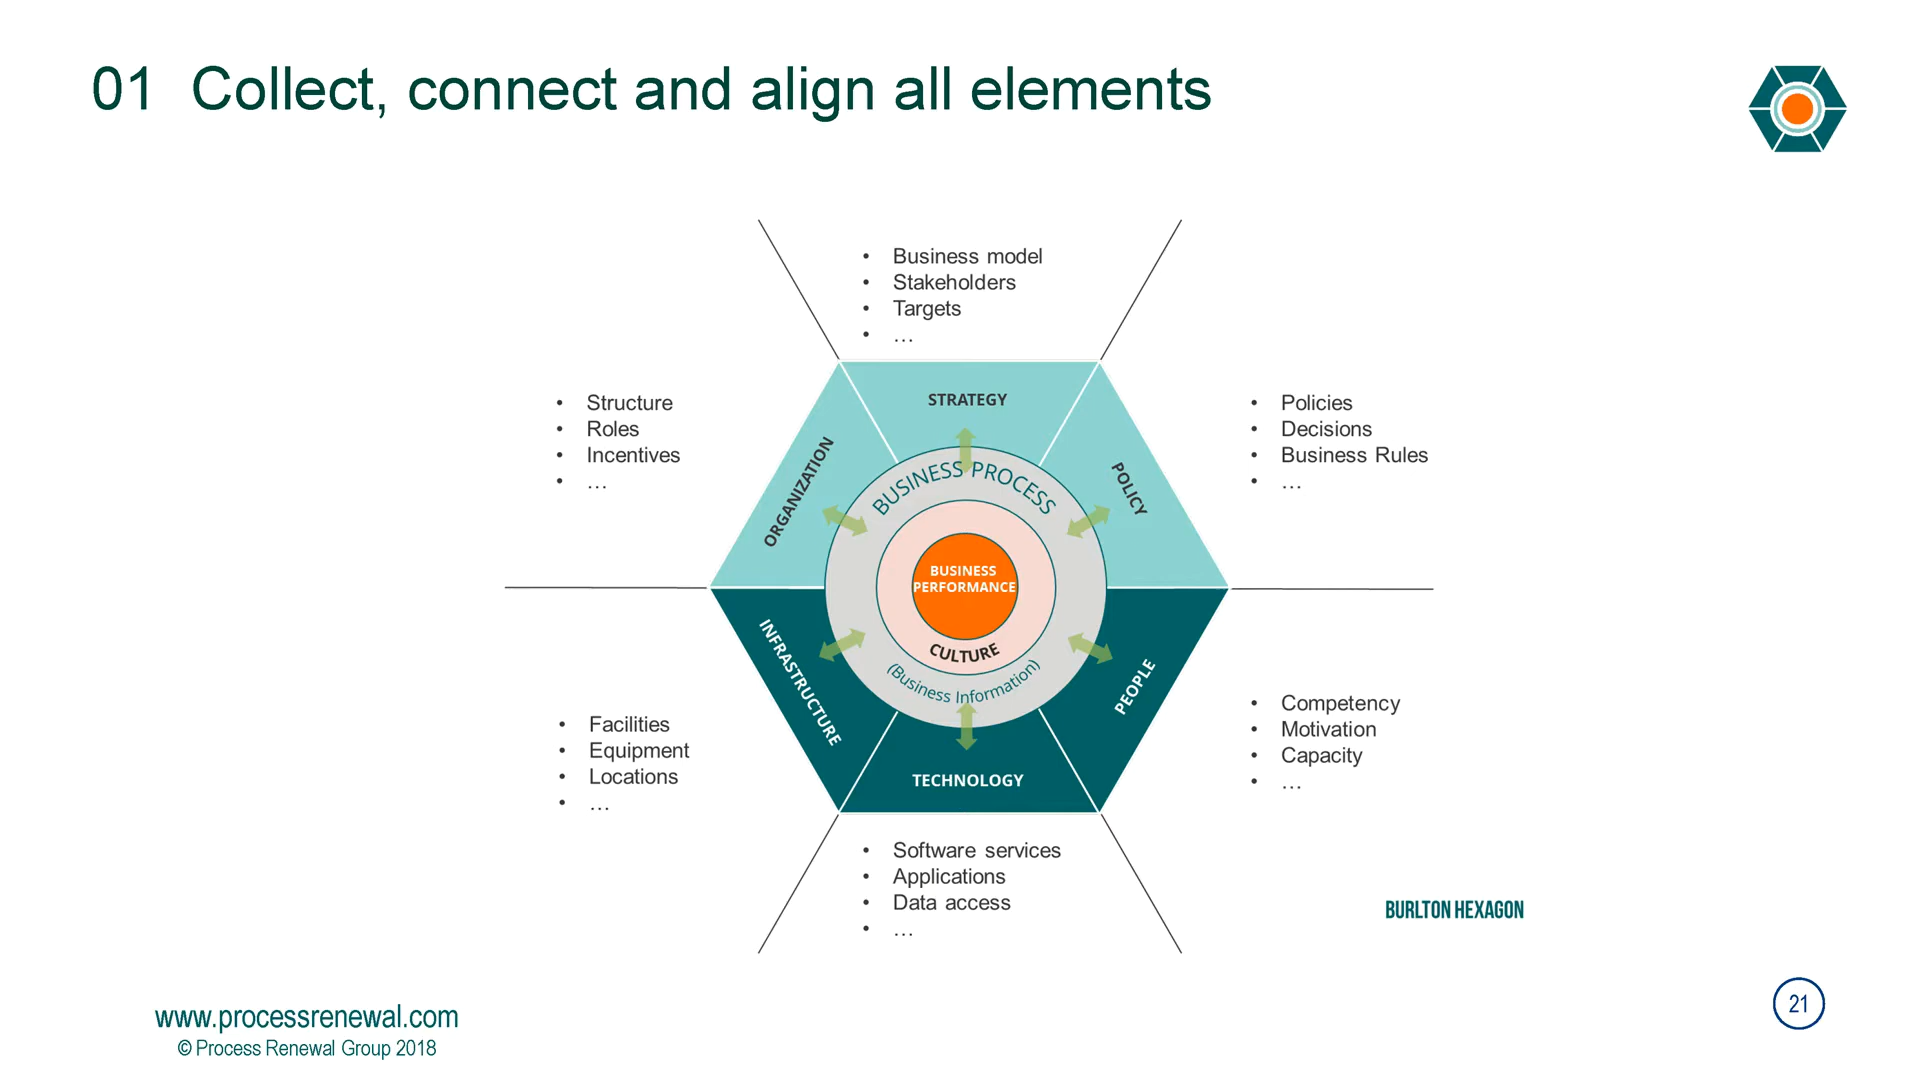 01 Collect, connect and align all elements
• Business model
• Stakeholders
• Targets
• …
• Structure
• Roles
• Incentives
• …
• Policies
• Decisions
• Business Rules
• …
STRATEGY
ORGANIZATION
POLICY
BUSINESS PROCESS
BUSINESS
PERFORMANCE
CULTURE
(Business Information)
INFRASTRUCTURE
PEOPLE
TECHNOLOGY
• Facilities
• Equipment
• Locations
• …
• Competency
• Motivation
• Capacity
• …
• Software services
• Applications
• Data access
• …
BURLTON HEXAGON
www.processrenewal.com
© Process Renewal Group 2018
21